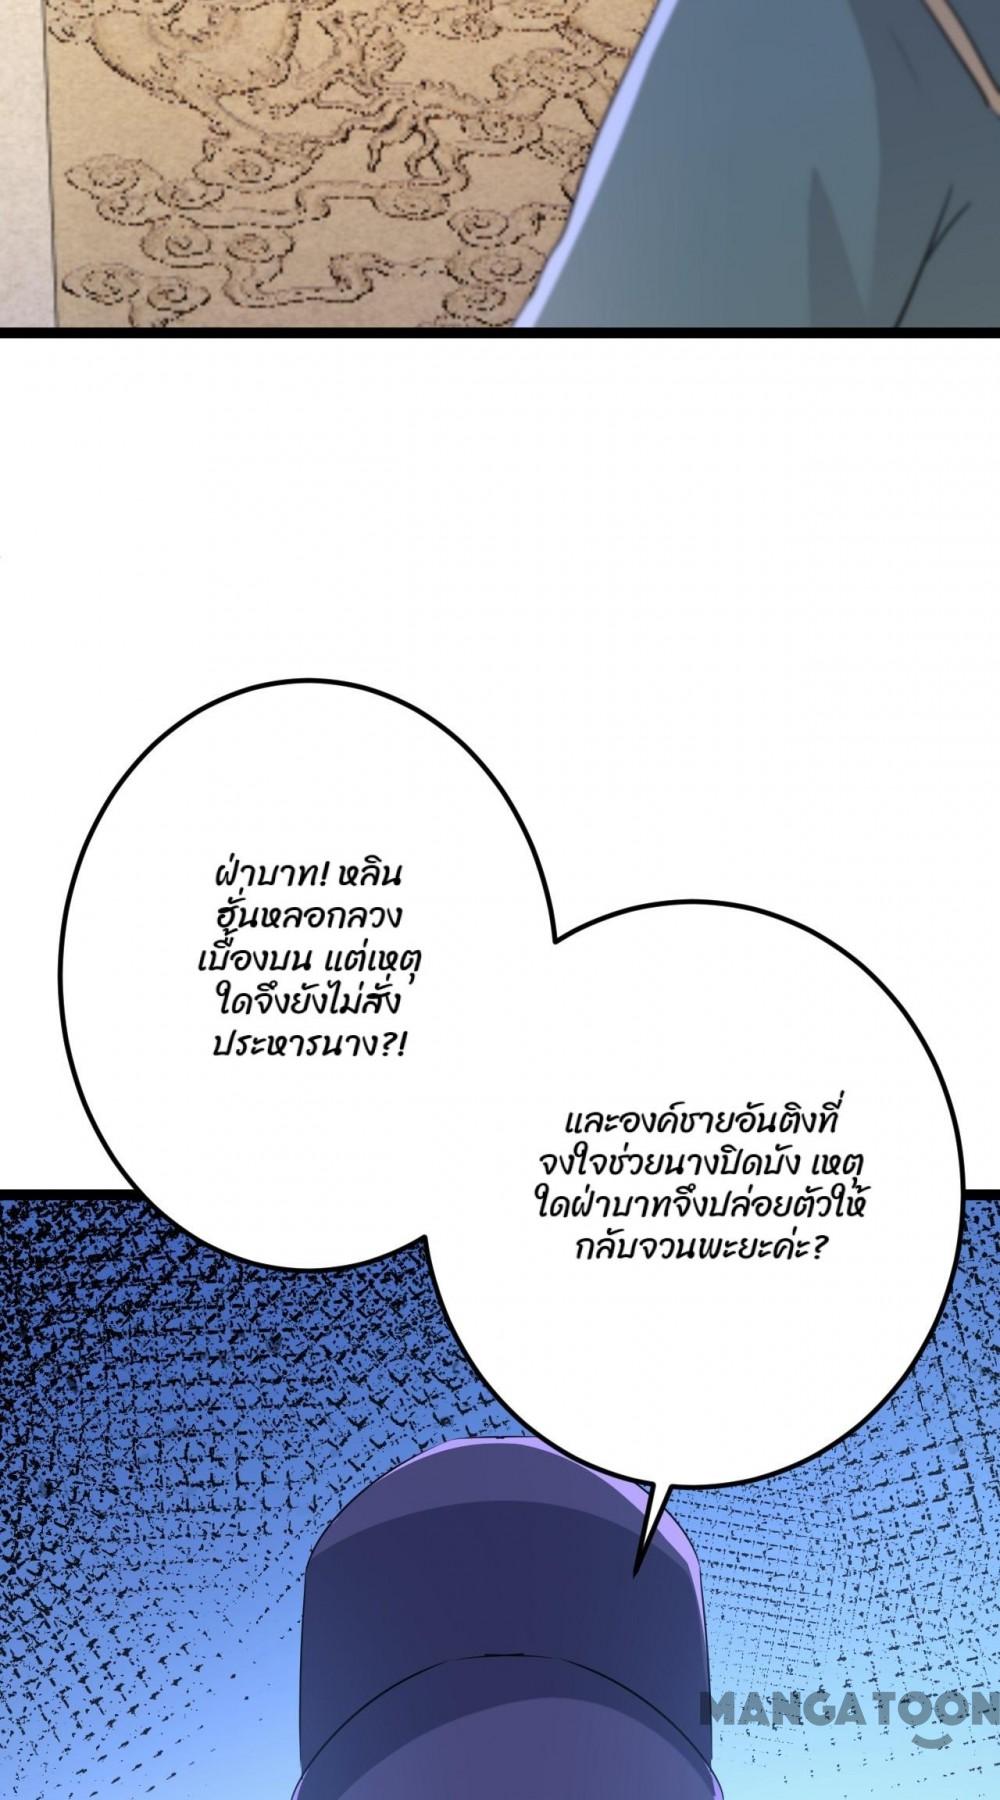 ฝ่าบาท! หลิน
ฮั่นหลอกลวง
เบื้องบน แต่เหตุ
ใดจึงยังไม่สั่ง
ประหารนาง?!
และองค์ชายอันติงที่
จงใจช่วยนางปิดบัง เหตุ
ใดฝ่าบาทจึงปล่อยตัวให้
กลับจวนพะยะค่ะ?
MANGATOON